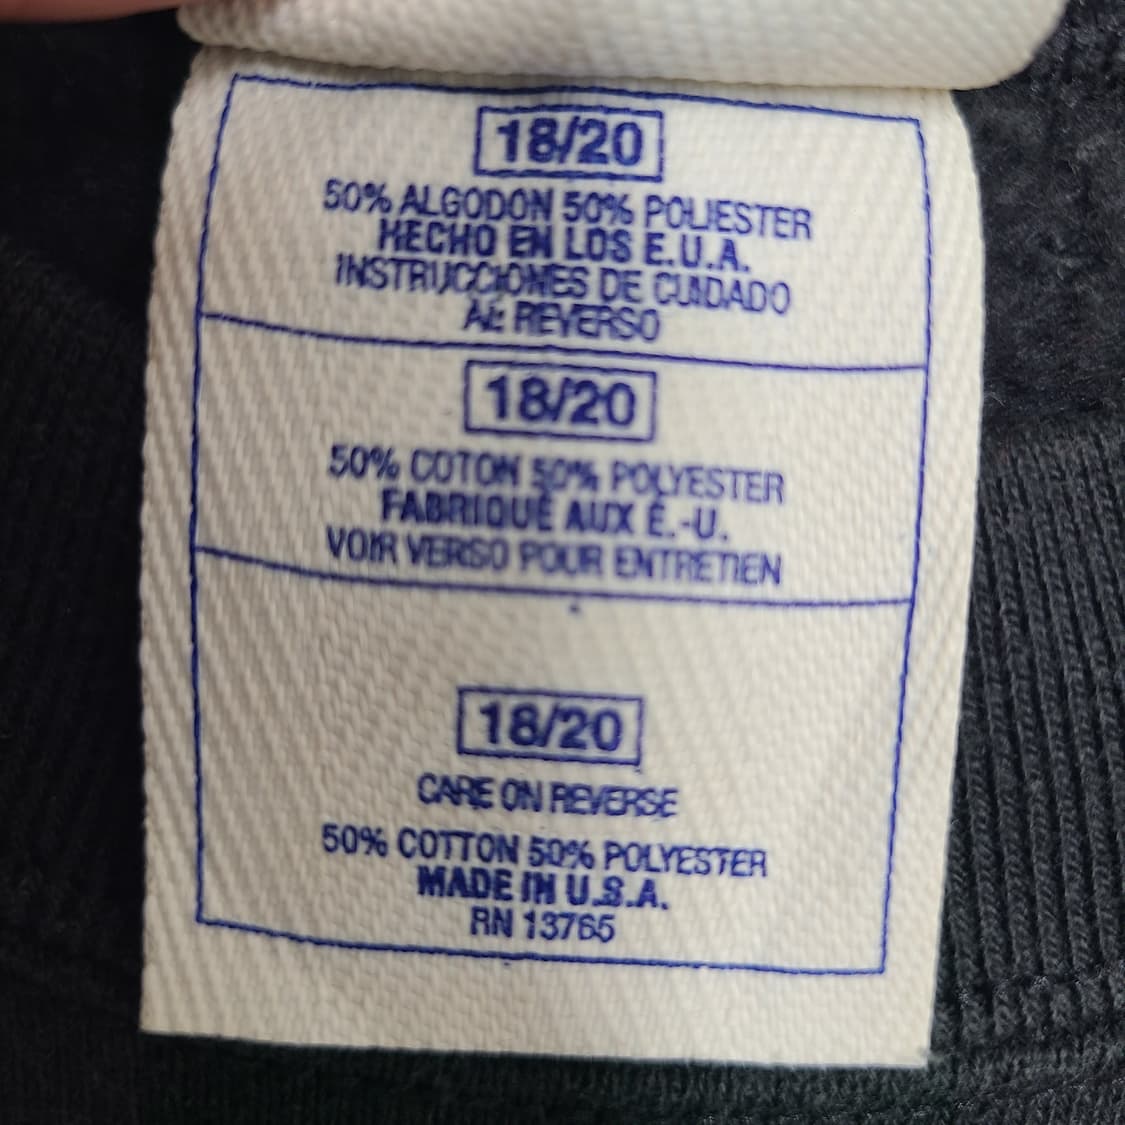 18/20
50% ALGODON 50% POLIESTER
HECHO EN LOS E.U.A.
INSTRUCCIONES DE CUIDADO
AL REVERSO
18/20
50% COTON 50% POLYESTER
FABRIQUÉ AUX É.-U.
VOIR VERSO POUR ENTRETIEN
18/20
CARE ON REVERSE
50% COTTON 50% POLYESTER
MADE IN U.S.A.
RN 13765